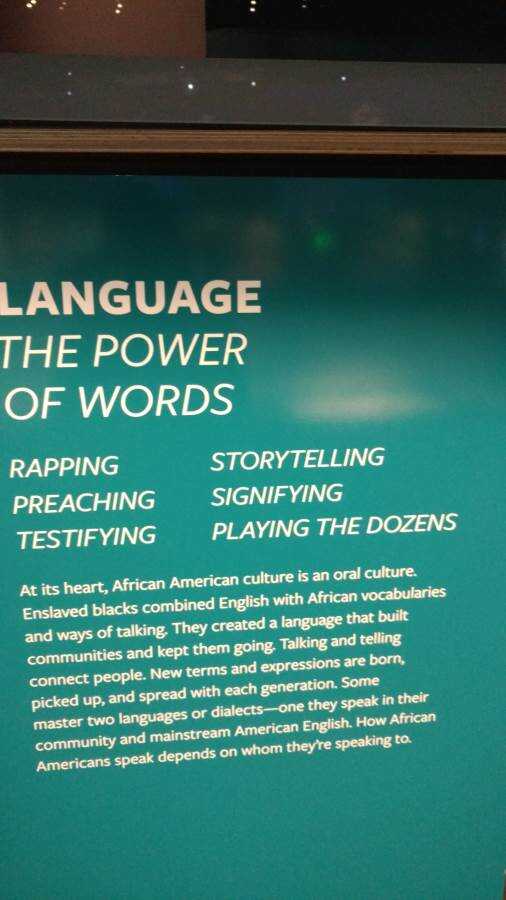 LANGUAGE
THE POWER
OF WORDS
RAPPING
PREACHING
TESTIFYING
STORYTELLING
SIGNIFYING
PLAYING THE DOZENS
At its heart, African American culture is an oral culture.
Enslaved blacks combined English with African vocabularies
and ways of talking. They created a language that built
communities and kept them going. Talking and telling
connect people. New terms and expressions are born,
picked up, and spread with each generation. Some
master two languages or dialects—one they speak in their
community and mainstream American English. How African
Americans speak depends on whom they're speaking to.